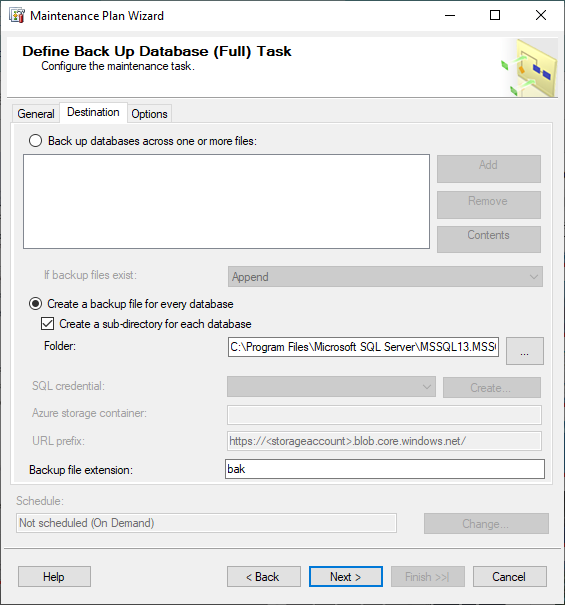 Maintenance Plan Wizard
Define Back Up Database (Full) Task
Configure the maintenance task.
General Destination Options
Back up databases across one or more files:
Add
Remove
Contents
If backup files exist: Append
Create a backup file for every database
Create a sub-directory for each database
Folder: C:\Program Files\Microsoft SQL Server\MSSQL13.MSS ...
SQL credential: Create...
Azure storage container:
URL prefix: https://<storageaccount>.blob.core.windows.net/
Backup file extension: bak
Schedule:
Not scheduled (On Demand) Change...
Help < Back Next > Finish >>| Cancel